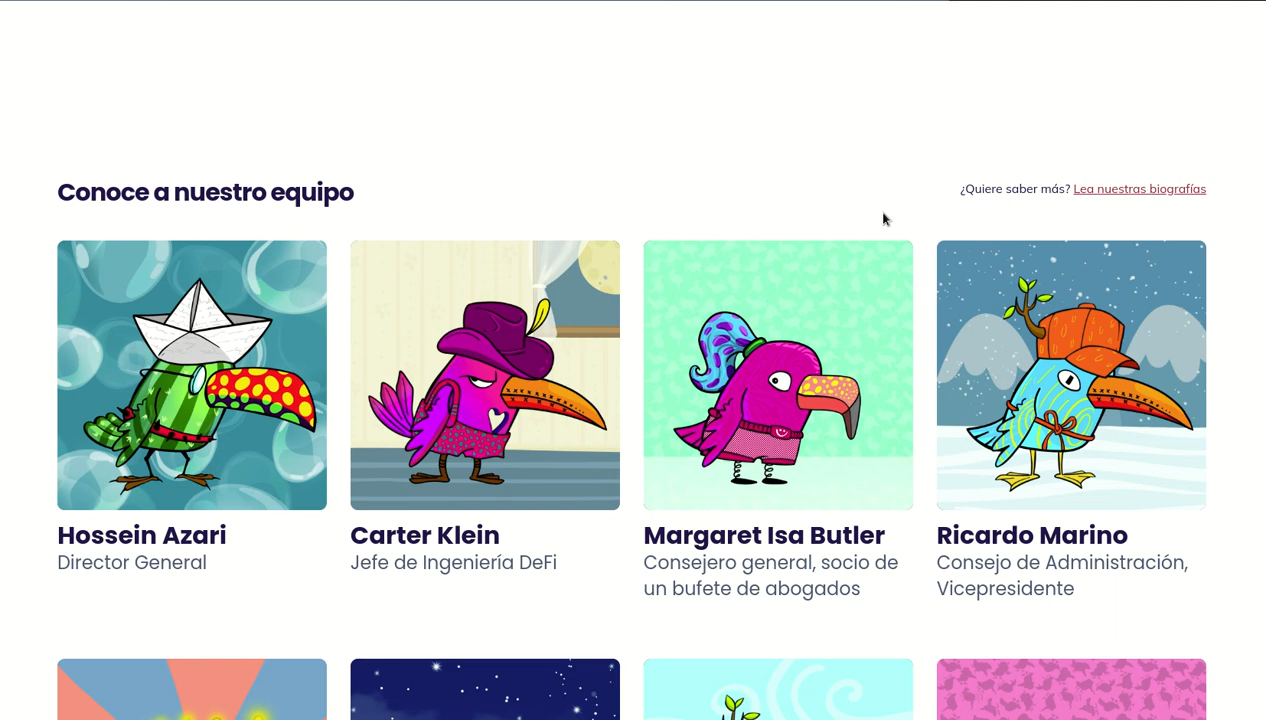 Conoce a nuestro equipo
¿Quiere saber más? Lea nuestras biografías
Hossein Azari
Director General
Carter Klein
Jefe de Ingeniería DeFi
Margaret Isa Butler
Consejero general, socio de
un bufete de abogados
Ricardo Marino
Consejo de Administración,
Vicepresidente